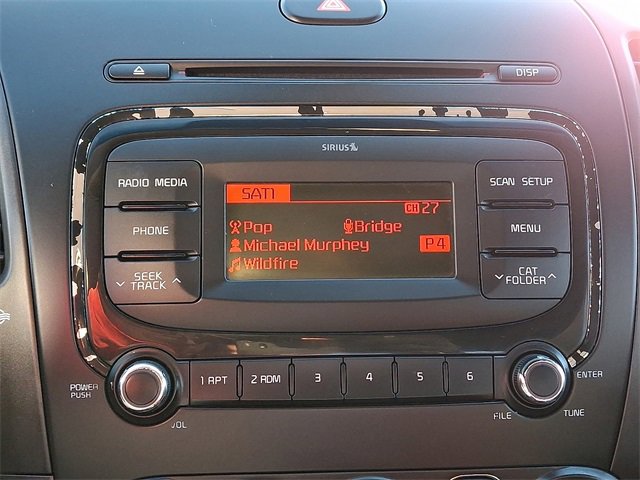 DISP
SIRIUS
RADIO MEDIA
PHONE
SEEK
TRACK
SAT1
CH 27
Pop Bridge
Michael Murphey P4
Wildfire
SCAN SETUP
MENU
CAT
FOLDER
POWER
PUSH
VOL
1 RPT 2 RDM 3 4 5 6
ENTER
FILE TUNE